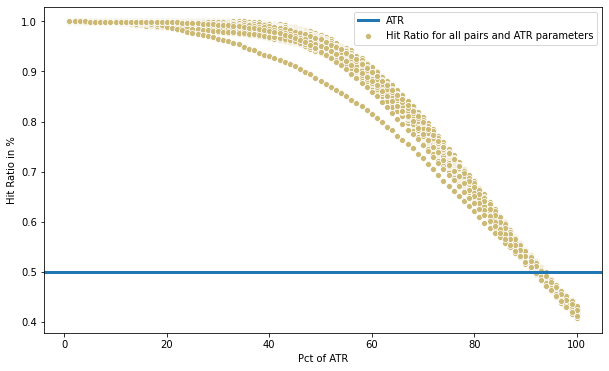 ATR
Hit Ratio for all pairs and ATR parameters
Hit Ratio in %
1.0
0.9
0.8
0.7
0.6
0.5
0.4
0 20 40 60 80 100
Pct of ATR